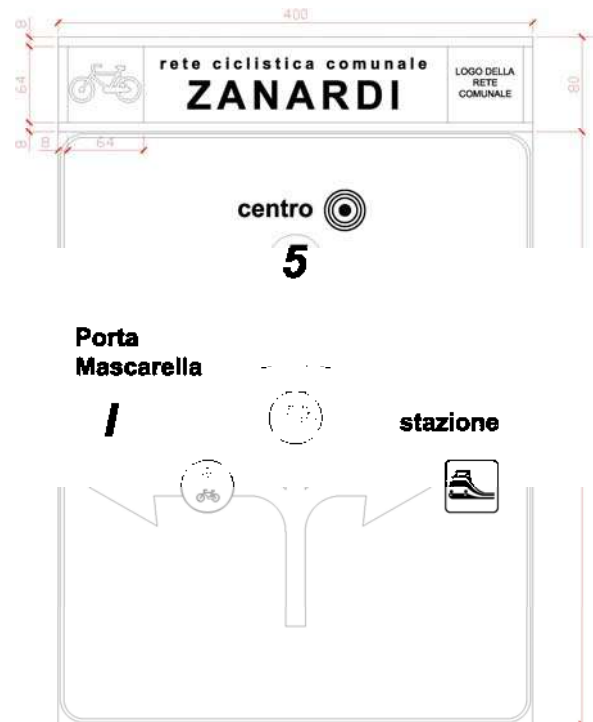 400
8
rete ciclistica comunale
ZANARDI
LOGO DELLA
RETE
COMUNALE
64
80
8
8
64
centro
5
Porta
Mascarella
I
stazione